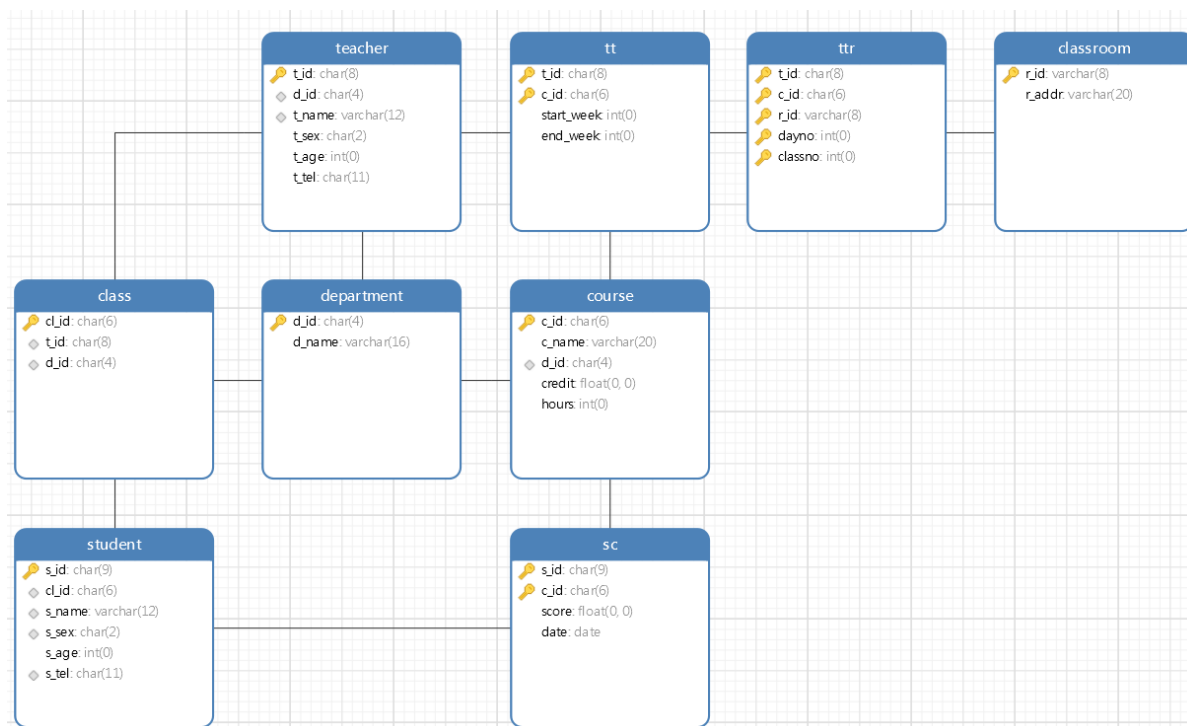 teacher
t_id: char(8)
d_id: char(4)
t_name: varchar(12)
t_sex: char(2)
t_age: int(0)
t_tel: char(11)
tt
t_id: char(8)
c_id: char(6)
start_week: int(0)
end_week: int(0)
ttr
t_id: char(8)
c_id: char(6)
r_id: varchar(8)
dayno: int(0)
classno: int(0)
classroom
r_id: varchar(8)
r_addr: varchar(20)
class
cl_id: char(6)
t_id: char(8)
d_id: char(4)
department
d_id: char(4)
d_name: varchar(16)
course
c_id: char(6)
c_name: varchar(20)
d_id: char(4)
credit: float(0, 0)
hours: int(0)
student
s_id: char(9)
cl_id: char(6)
s_name: varchar(12)
s_sex: char(2)
s_age: int(0)
s_tel: char(11)
sc
s_id: char(9)
c_id: char(6)
score: float(0, 0)
date: date